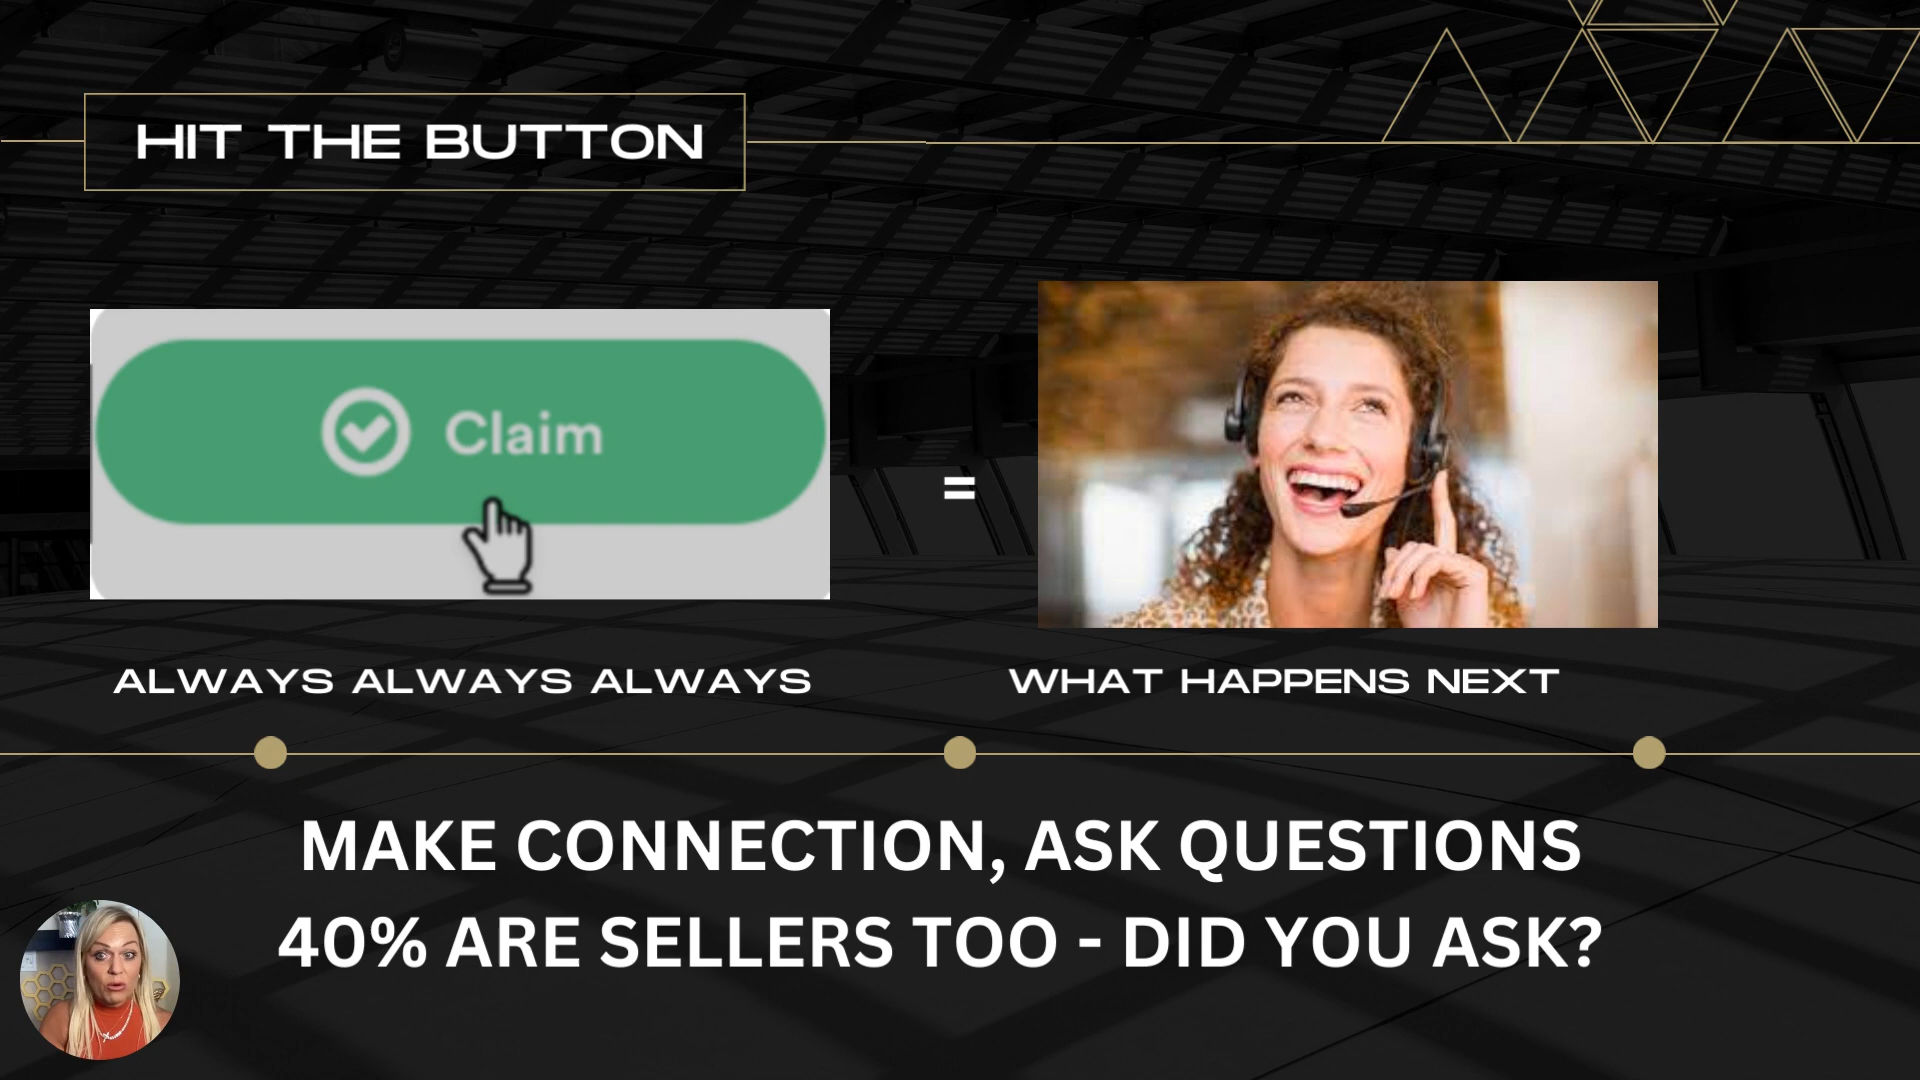 HIT THE BUTTON
Claim
=
ALWAYS ALWAYS ALWAYS
WHAT HAPPENS NEXT
MAKE CONNECTION, ASK QUESTIONS
40% ARE SELLERS TOO - DID YOU ASK?